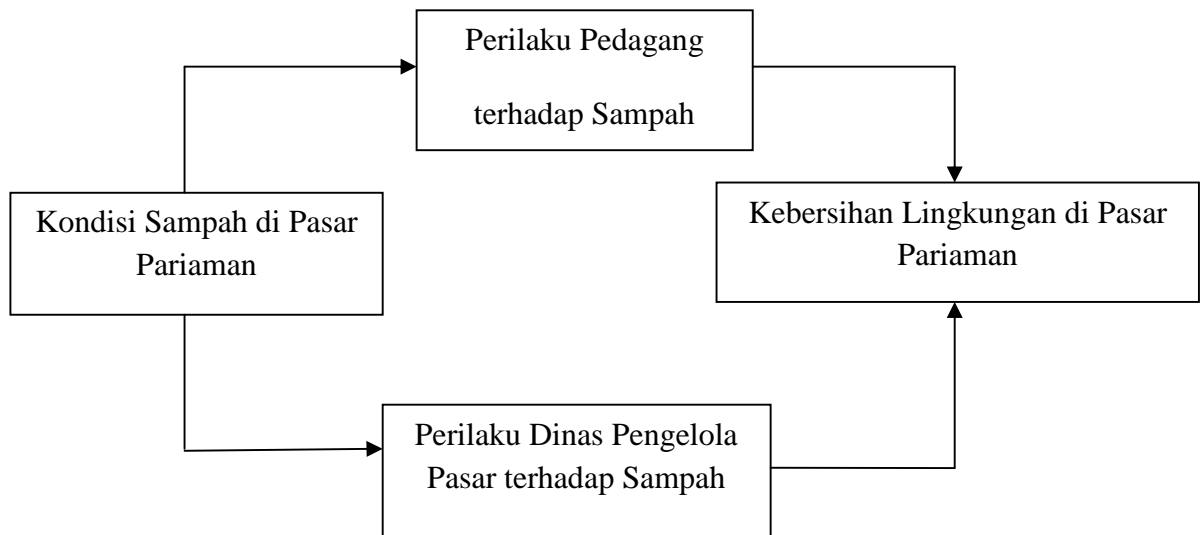 Perilaku Pedagang
terhadap Sampah
Kondisi Sampah di Pasar
Pariaman
Kebersihan Lingkungan di Pasar
Pariaman
Perilaku Dinas Pengelola
Pasar terhadap Sampah